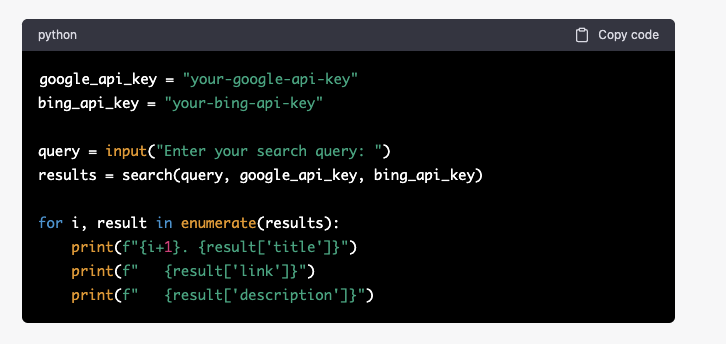 python
Copy code
google_api_key = "your-google-api-key"
bing_api_key = "your-bing-api-key"
query = input("Enter your search query: ")
results = search(query, google_api_key, bing_api_key)
for i, result in enumerate(results):
    print(f"{i+1}. {result['title']}")
    print(f"   {result['link']}")
    print(f"   {result['description']}")